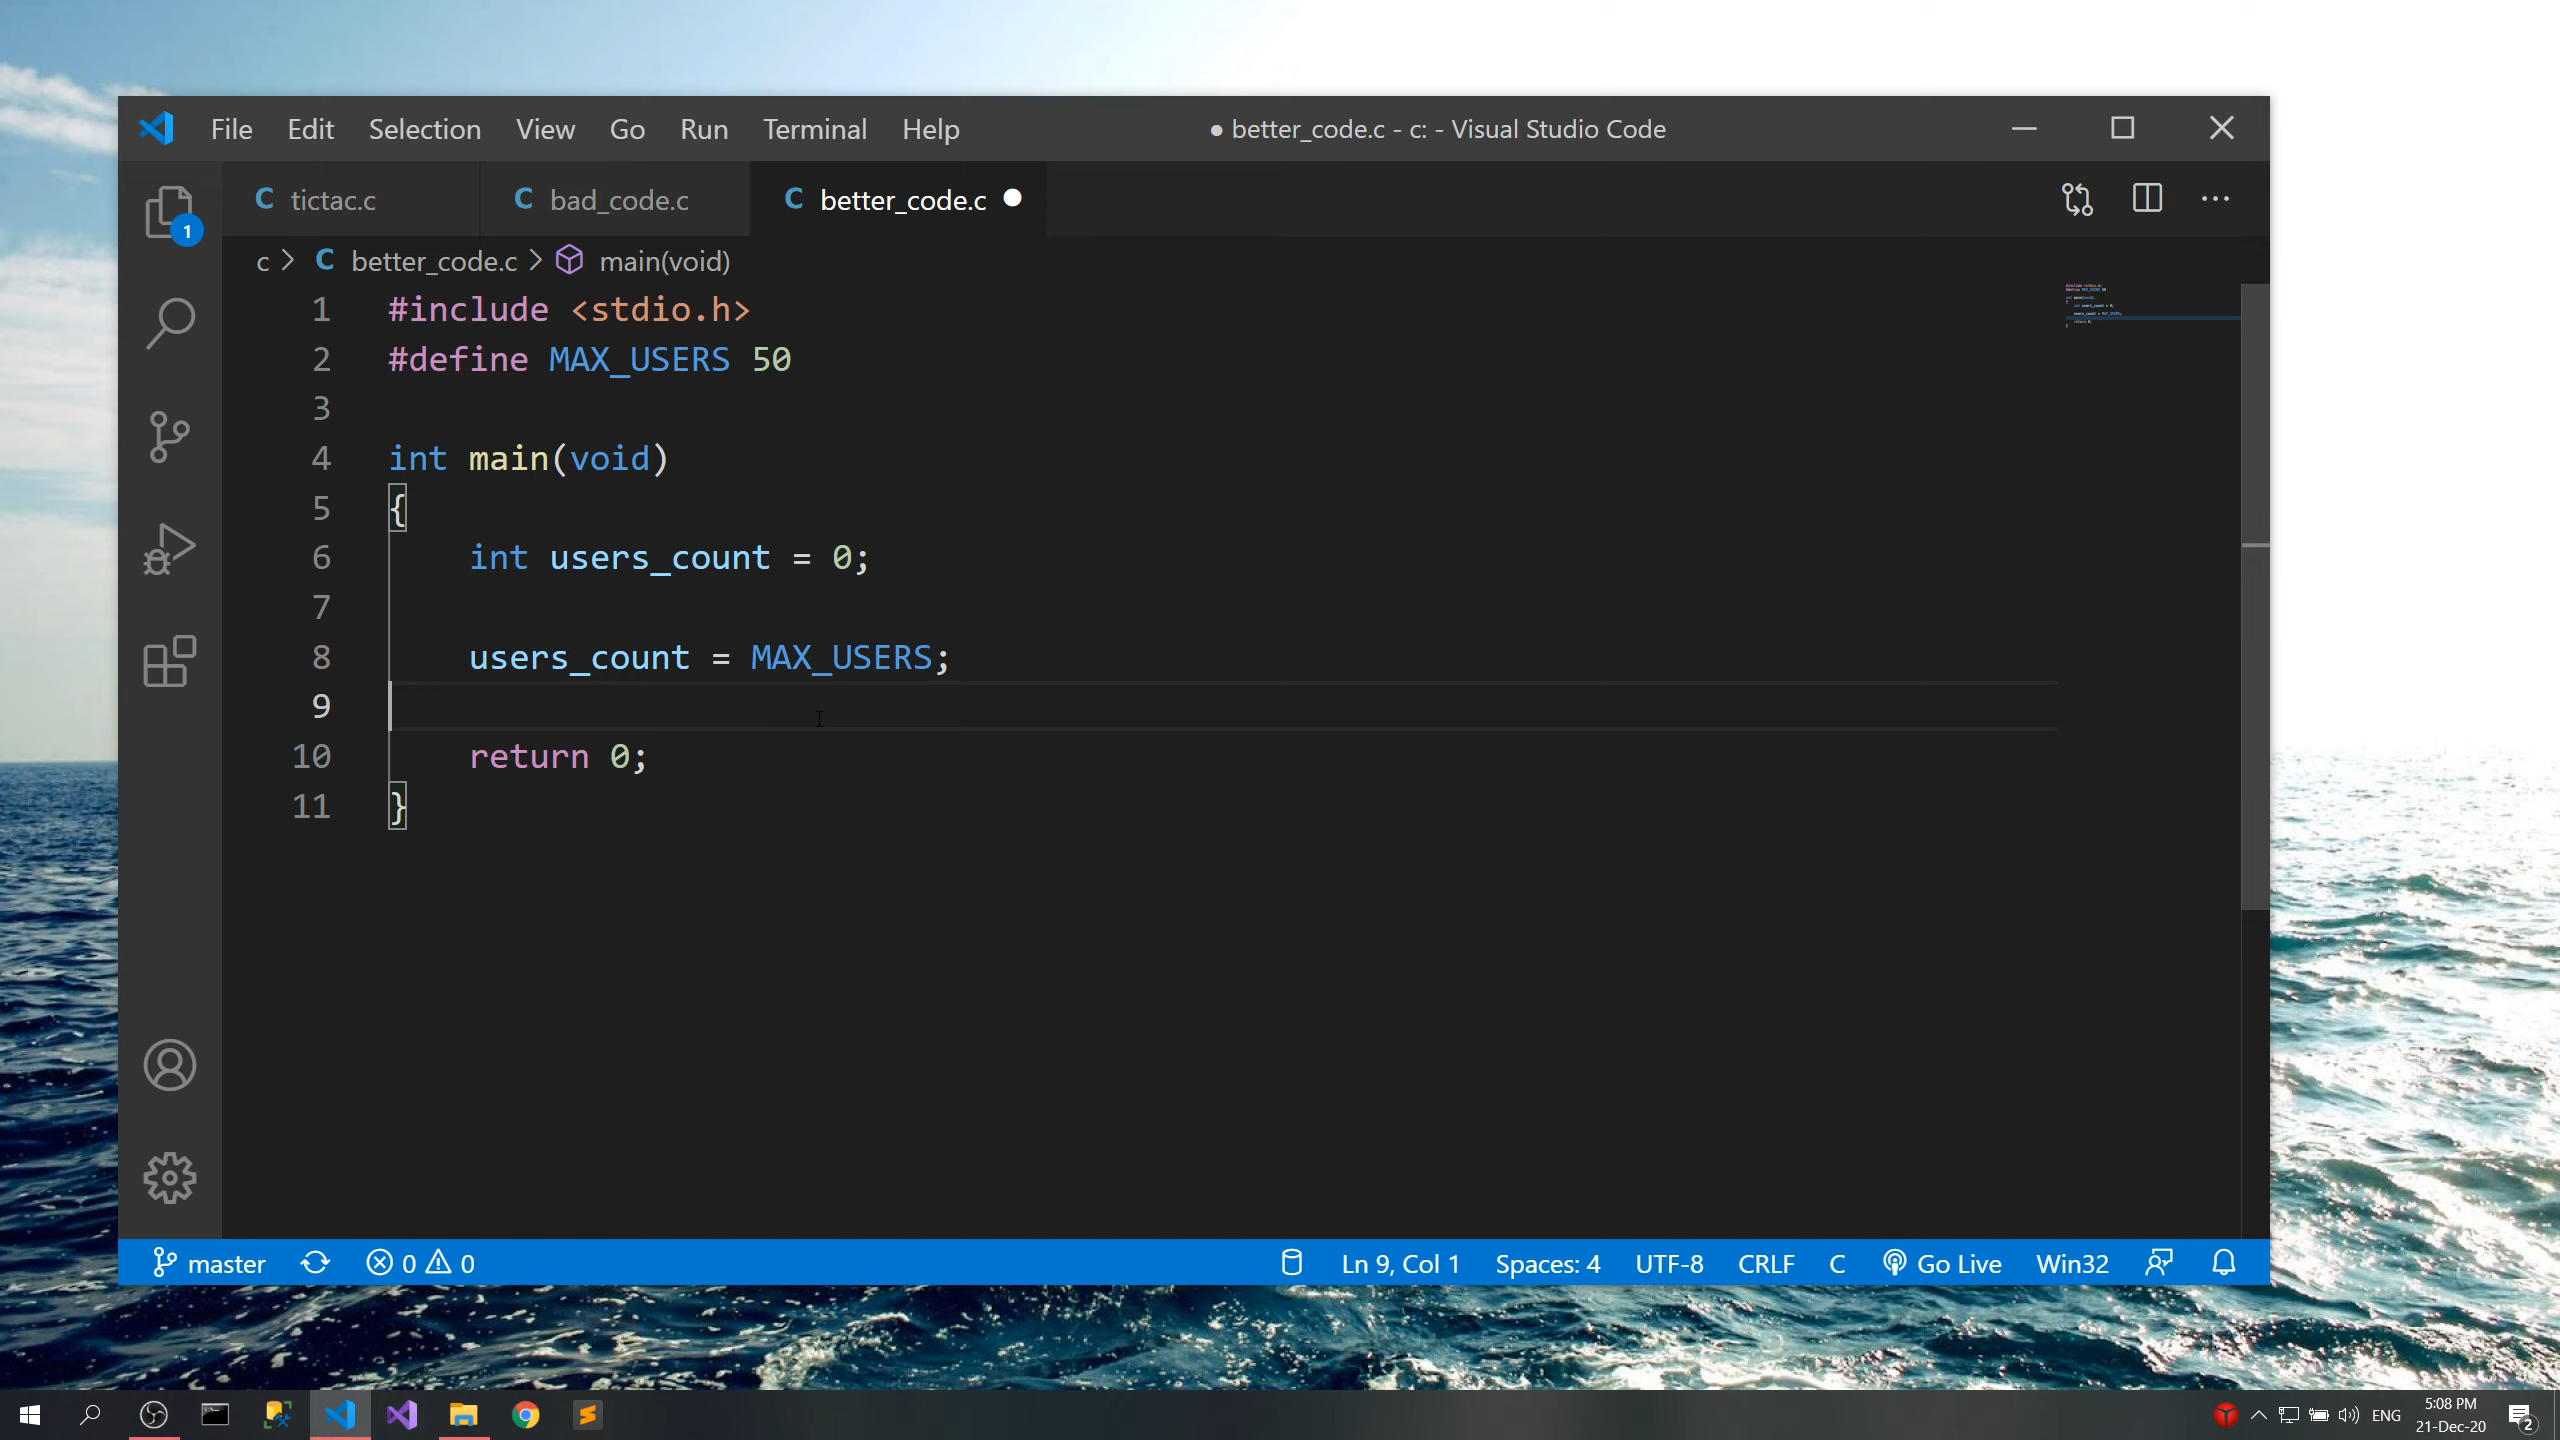 File Edit Selection View Go Run Terminal Help ● better_code.c - c: - Visual Studio Code
C tictac.c C bad_code.c C better_code.c ●
1
c > C better_code.c > main(void)
1 #include <stdio.h>
2 #define MAX_USERS 50
3
4 int main(void)
5 {
6 int users_count = 0;
7
8 users_count = MAX_USERS;
9
10 return 0;
11 }
master 0 0 Ln 9, Col 1 Spaces: 4 UTF-8 CRLF C Go Live Win32
ENG 5:08 PM
21-Dec-20 2